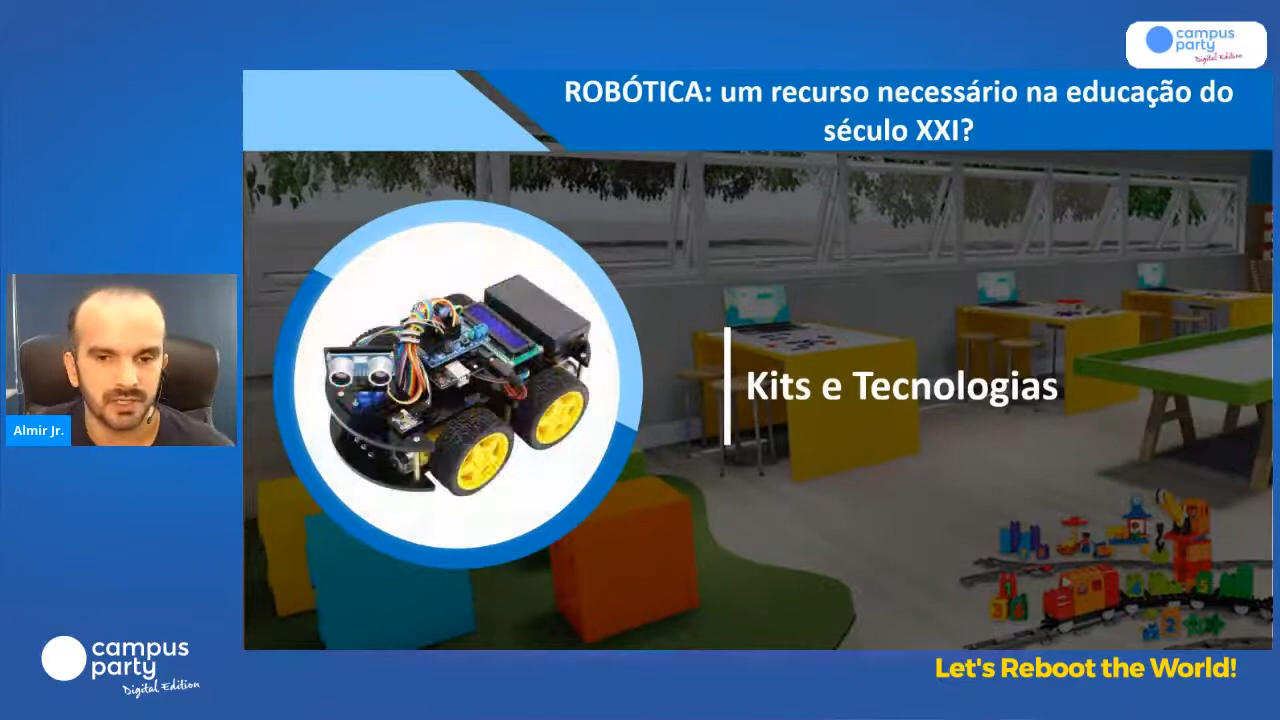 campus
party
Digital Edition
ROBÓTICA: um recurso necessário na educação do
século XXI?
Kits e Tecnologias
Almir Jr.
campus
party
Digital Edition
Let's Reboot the World!